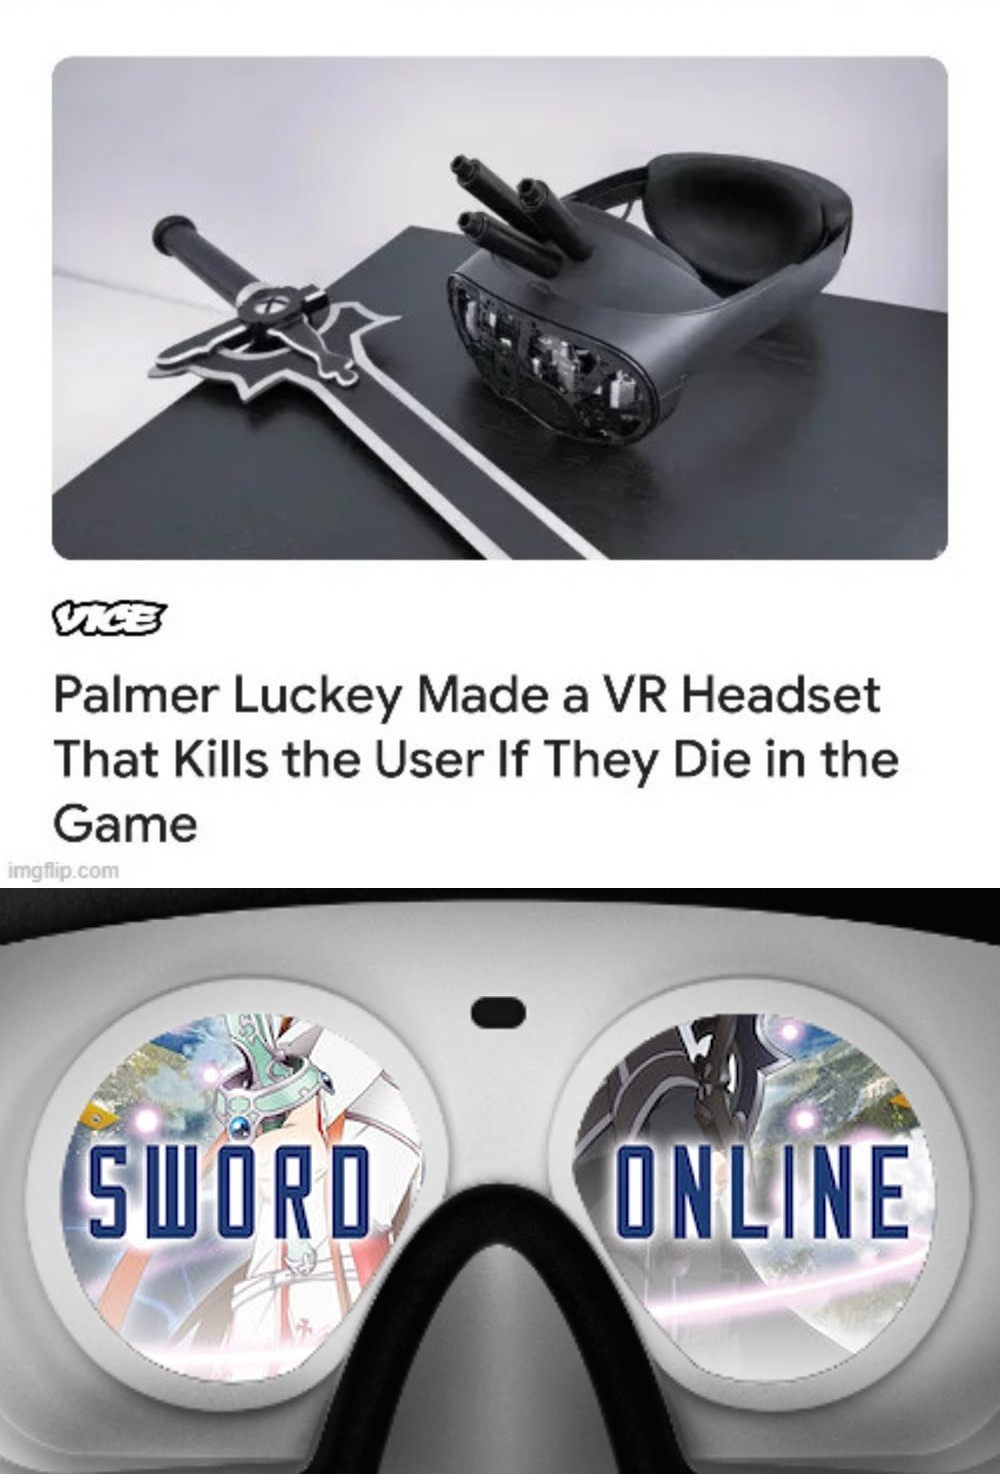 VICE
Palmer Luckey Made a VR Headset
That Kills the User If They Die in the
Game
imgflip.com
SWORD ONLINE